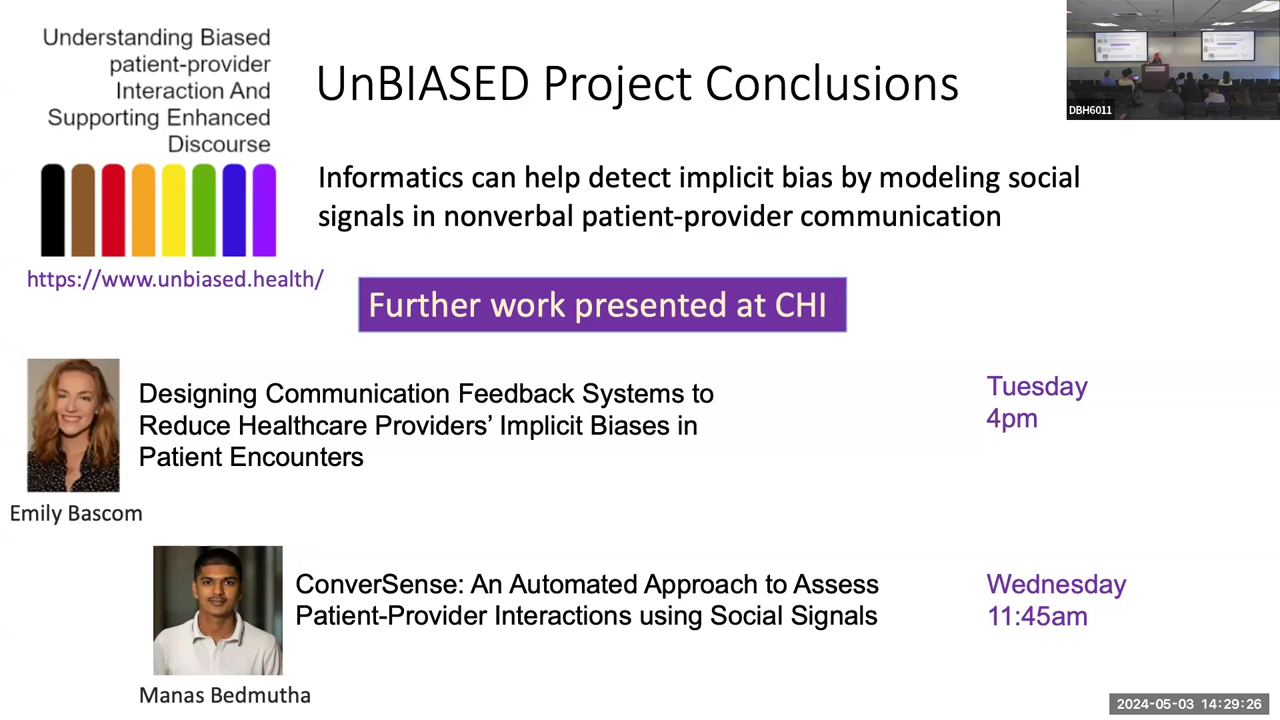 Understanding Biased
patient-provider
Interaction And
Supporting Enhanced
Discourse
https://www.unbiased.health/
UnBIASED Project Conclusions
Informatics can help detect implicit bias by modeling social
signals in nonverbal patient-provider communication
Further work presented at CHI
DBH6011
Designing Communication Feedback Systems to
Reduce Healthcare Providers’ Implicit Biases in
Patient Encounters
Tuesday
4pm
Emily Bascom
ConverSense: An Automated Approach to Assess
Patient-Provider Interactions using Social Signals
Wednesday
11:45am
Manas Bedmutha
2024-05-03 14:29:26